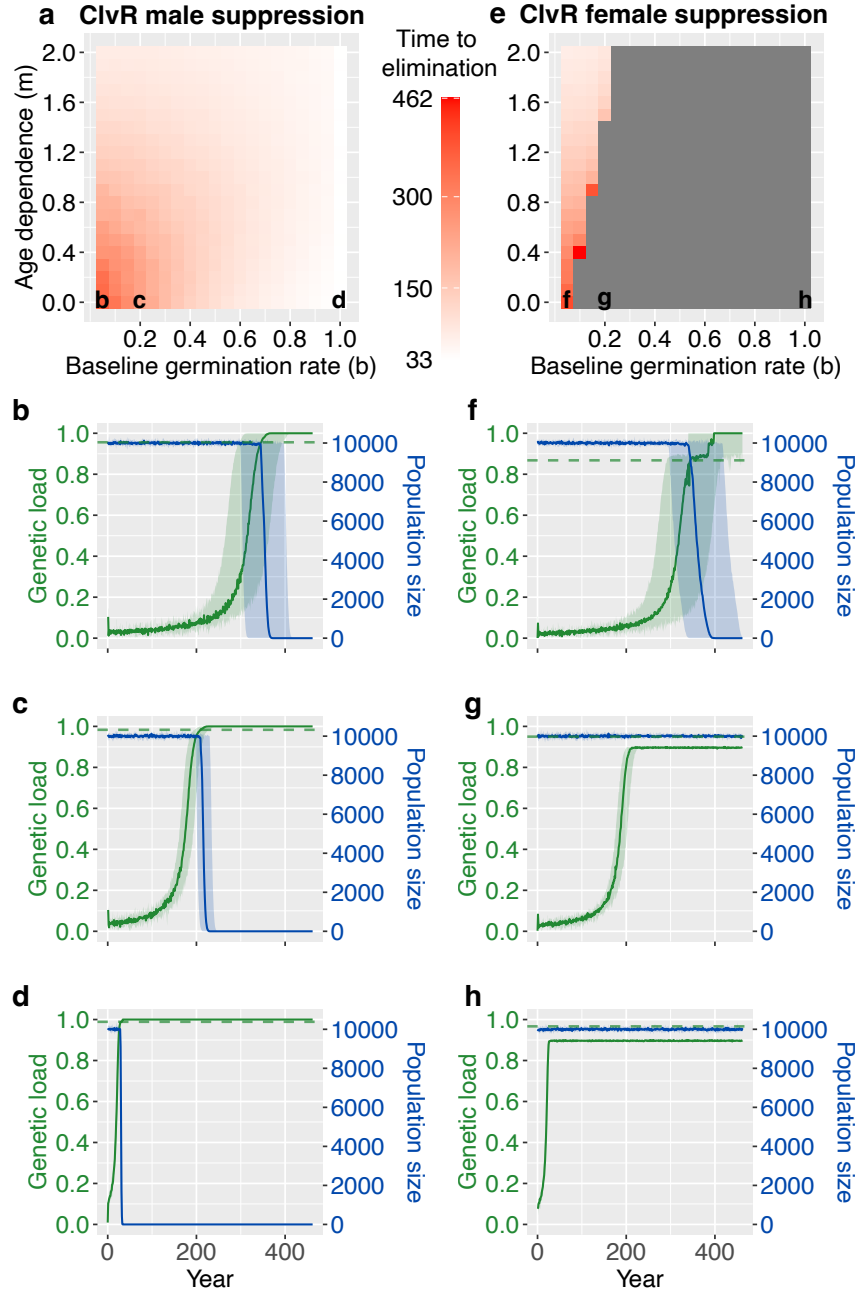 a ClvR male suppression
Time to
elimination
e ClvR female suppression
Age dependence (m)
2.0
1.6
1.2
0.8
0.4
0.0
b c d
0.2 0.4 0.6 0.8 1.0
Baseline germination rate (b)
462
300
150
33
2.0
1.6
1.2
0.8
0.4
0.0
f g h
0.2 0.4 0.6 0.8 1.0
Baseline germination rate (b)
b
Genetic load
1.0
0.8
0.6
0.4
0.2
0.0
10000
8000
6000
4000
2000
0
Population size
f
Genetic load
1.0
0.8
0.6
0.4
0.2
0.0
10000
8000
6000
4000
2000
0
Population size
c
Genetic load
1.0
0.8
0.6
0.4
0.2
0.0
10000
8000
6000
4000
2000
0
Population size
g
Genetic load
1.0
0.8
0.6
0.4
0.2
0.0
10000
8000
6000
4000
2000
0
Population size
d
Genetic load
1.0
0.8
0.6
0.4
0.2
0.0
10000
8000
6000
4000
2000
0
Population size
0 200 400
Year
h
Genetic load
1.0
0.8
0.6
0.4
0.2
0.0
10000
8000
6000
4000
2000
0
Population size
0 200 400
Year